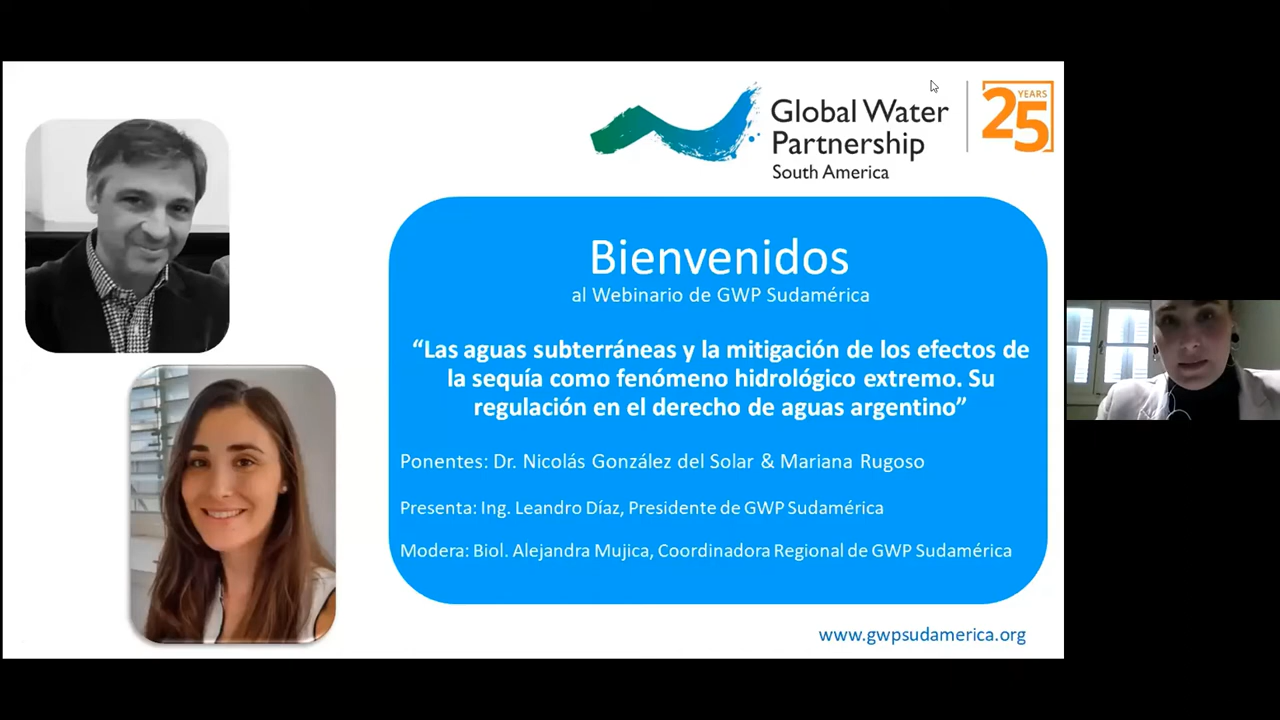 Global Water
Partnership
South America
25
YEARS
Bienvenidos
al Webinario de GWP Sudamérica
“Las aguas subterráneas y la mitigación de los efectos de
la sequía como fenómeno hidrológico extremo. Su
regulación en el derecho de aguas argentino”
Ponentes: Dr. Nicolás González del Solar & Mariana Rugoso
Presenta: Ing. Leandro Díaz, Presidente de GWP Sudamérica
Modera: Biol. Alejandra Mujica, Coordinadora Regional de GWP Sudamérica
www.gwpsudamerica.org